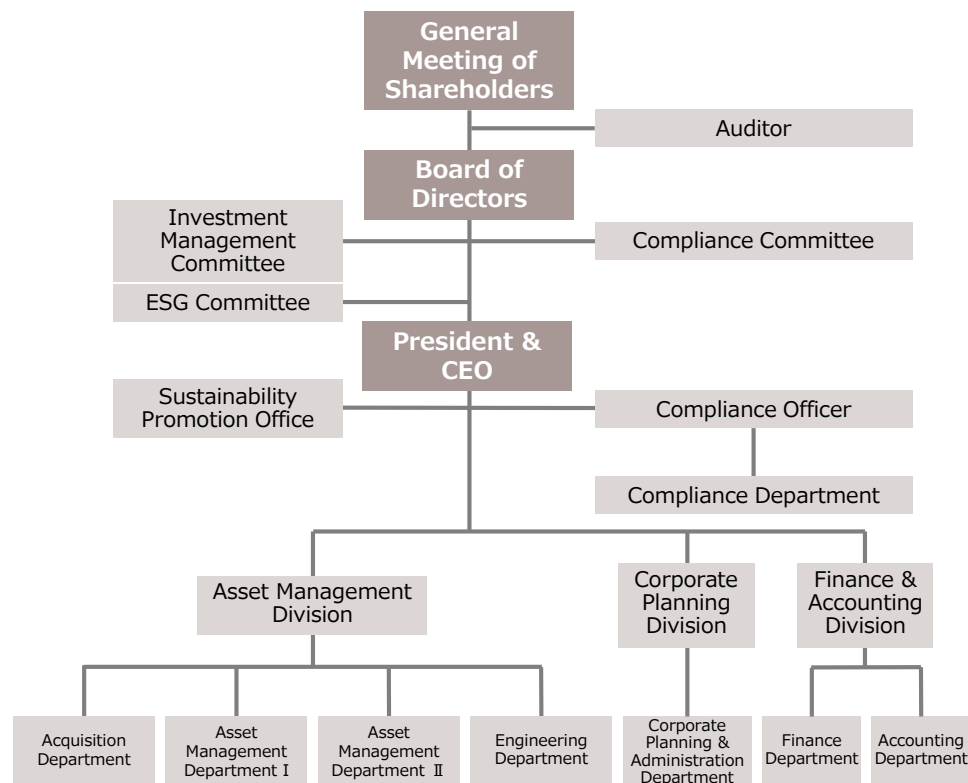 General
Meeting of
Shareholders
Auditor
Board of
Directors
Investment
Management
Committee
Compliance Committee
ESG Committee
President &
CEO
Sustainability
Promotion Office
Compliance Officer
Compliance Department
Asset Management
Division
Corporate
Planning
Division
Finance &
Accounting
Division
Acquisition
Department
Asset
Management
Department I
Asset
Management
Department Ⅱ
Engineering
Department
Corporate
Planning &
Administration
Department
Finance
Department
Accounting
Department